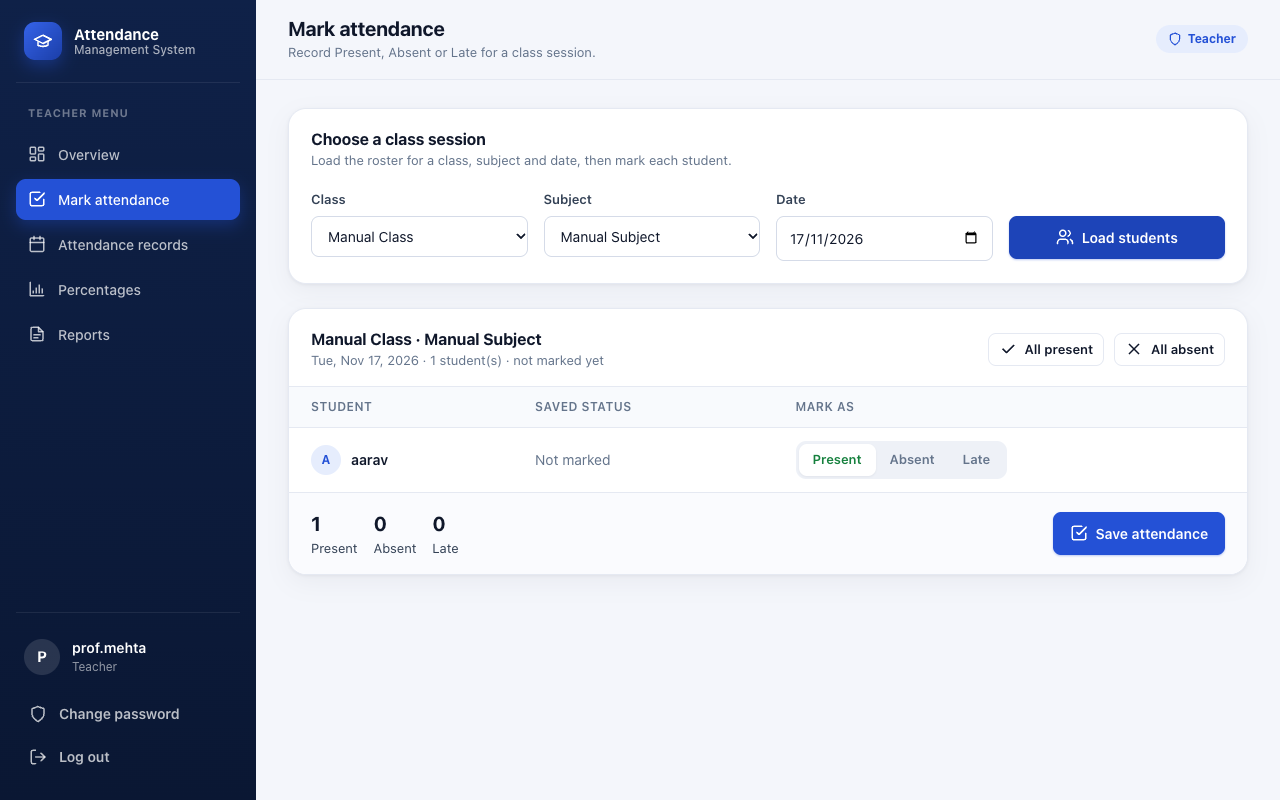 Attendance
Management System
TEACHER MENU
Overview
Mark attendance
Attendance records
Percentages
Reports
P
prof.mehta
Teacher
Change password
Log out
Mark attendance
Record Present, Absent or Late for a class session.
Teacher
Choose a class session
Load the roster for a class, subject and date, then mark each student.
Class Subject Date
Manual Class Manual Subject 17/11/2026 Load students
Manual Class · Manual Subject
Tue, Nov 17, 2026 · 1 student(s) · not marked yet
All present All absent
STUDENT SAVED STATUS MARK AS
A aarav Not marked Present Absent Late
1 0 0
Present Absent Late
Save attendance